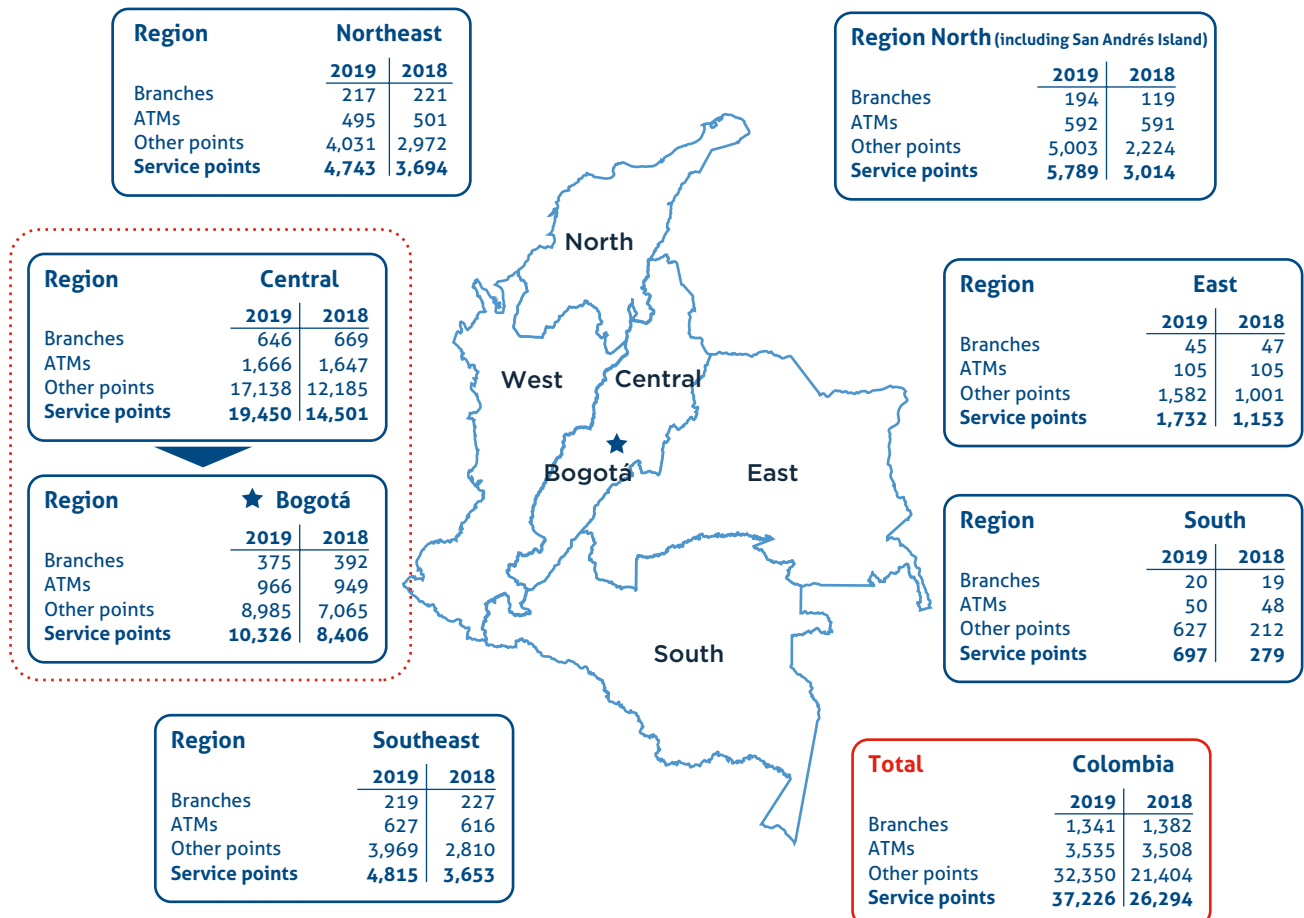 Region Northeast
2019 2018
Branches 217 221
ATMs 495 501
Other points 4,031 2,972
Service points 4,743 3,694
Region North (including San Andrés Island)
2019 2018
Branches 194 119
ATMs 592 591
Other points 5,003 2,224
Service points 5,789 3,014
Region Central
2019 2018
Branches 646 669
ATMs 1,666 1,647
Other points 17,138 12,185
Service points 19,450 14,501
Region Bogotá
2019 2018
Branches 375 392
ATMs 966 949
Other points 8,985 7,065
Service points 10,326 8,406
North
West
Central
Bogotá
East
South
Region East
2019 2018
Branches 45 47
ATMs 105 105
Other points 1,582 1,001
Service points 1,732 1,153
Region South
2019 2018
Branches 20 19
ATMs 50 48
Other points 627 212
Service points 697 279
Region Southeast
2019 2018
Branches 219 227
ATMs 627 616
Other points 3,969 2,810
Service points 4,815 3,653
Total Colombia
2019 2018
Branches 1,341 1,382
ATMs 3,535 3,508
Other points 32,350 21,404
Service points 37,226 26,294